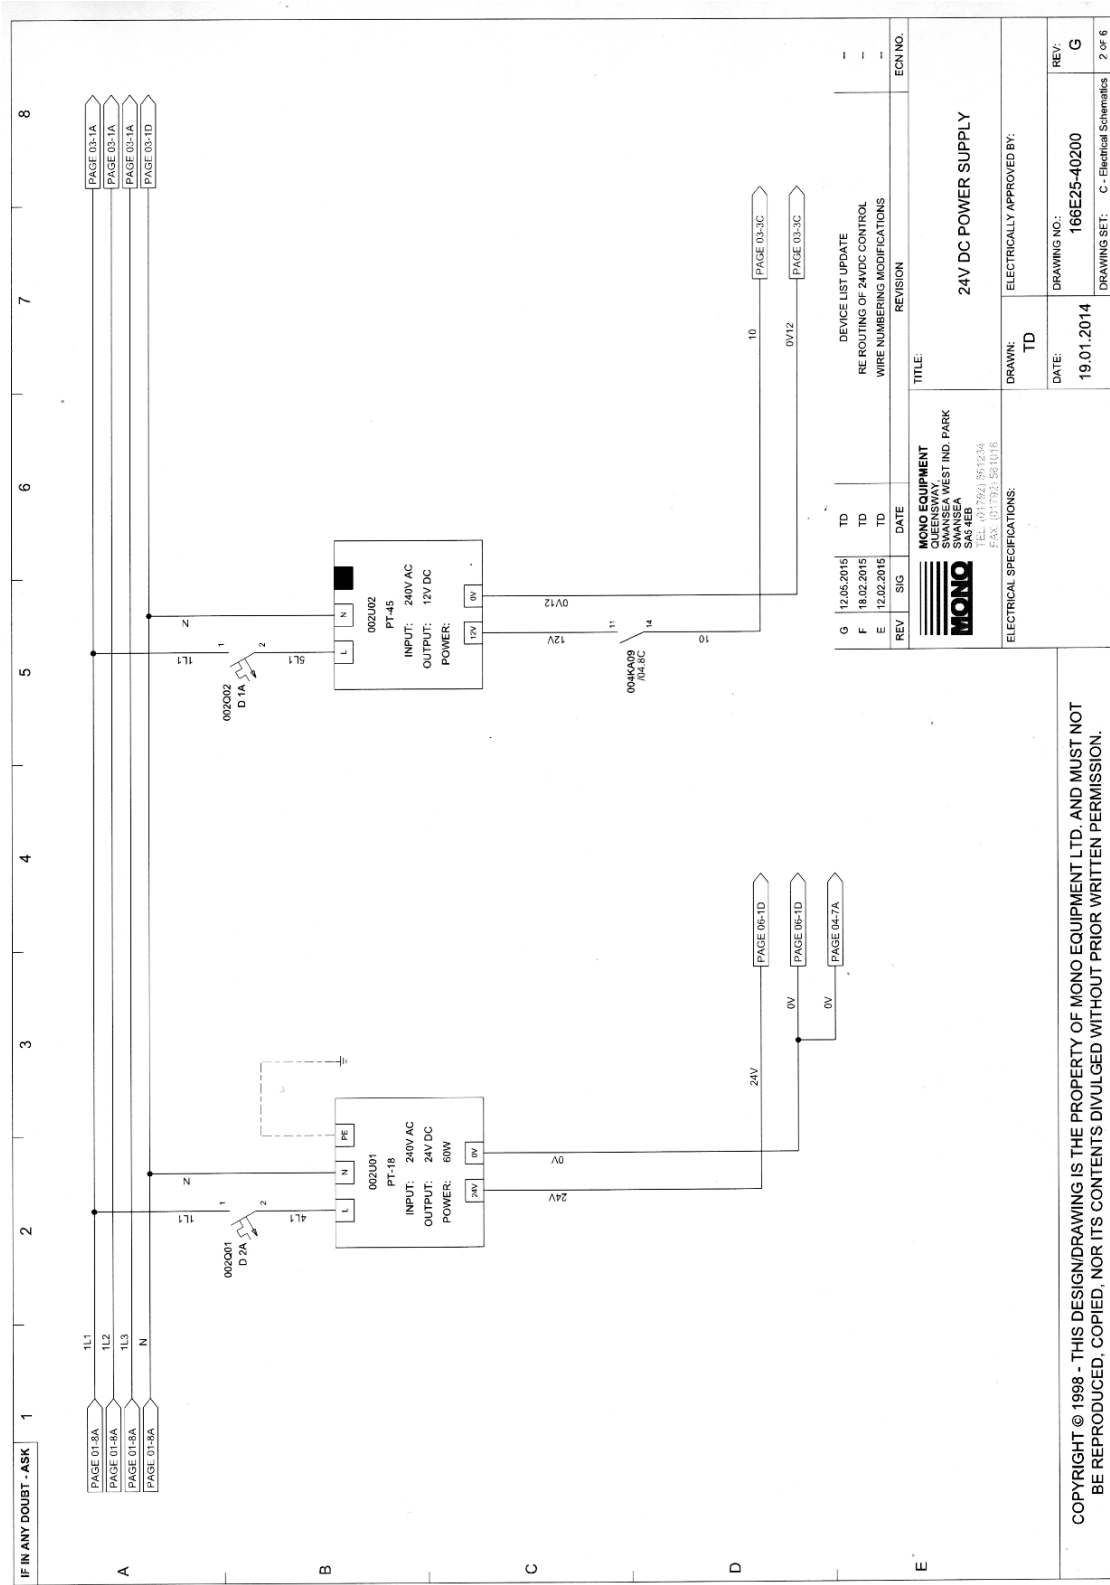 IF IN ANY DOUBT - ASK
1 2 3 4 5 6 7 8
A
B
C
D
E
PAGE 01-8A 1L1 PAGE 03-1A
PAGE 01-8A 1L2 PAGE 03-1A
PAGE 01-8A 1L3 PAGE 03-1A
PAGE 01-8A N PAGE 03-1D
1L1
N
002Q01
D 2A
1
2
4L1
L
N
PE
002U01
PT-18
INPUT: 240V AC
OUTPUT: 24V DC
POWER: 60W
24V
0V
24V
0V
24V
PAGE 06-1D
0V
PAGE 06-1D
0V
PAGE 04-7A
1L1
N
002Q02
D 1A
1
2
5L1
L
N
002U02
PT-45
INPUT: 240V AC
OUTPUT: 12V DC
POWER:
12V
0V
12V
0V12
004KA09
/04.8C
11
14
10
10
PAGE 03-3C
0V12
PAGE 03-3C
G 12.05.2015 TD DEVICE LIST UPDATE --
F 18.02.2015 TD RE ROUTING OF 24VDC CONTROL --
E 12.02.2015 TD WIRE NUMBERING MODIFICATIONS --
REV SIG DATE REVISION ECN NO.
MONO
MONO EQUIPMENT
QUEENSWAY,
SWANSEA WEST IND. PARK
SWANSEA
SA5 4EB
TEL. (01792) 561234
FAX. (01792) 561016
TITLE:
24V DC POWER SUPPLY
ELECTRICAL SPECIFICATIONS:
DRAWN:
TD
ELECTRICALLY APPROVED BY:
DATE:
19.01.2014
DRAWING NO.:
166E25-40200
REV:
G
DRAWING SET: C - Electrical Schematics 2 OF 6
COPYRIGHT © 1998 - THIS DESIGN/DRAWING IS THE PROPERTY OF MONO EQUIPMENT LTD. AND MUST NOT
BE REPRODUCED, COPIED, NOR ITS CONTENTS DIVULGED WITHOUT PRIOR WRITTEN PERMISSION.